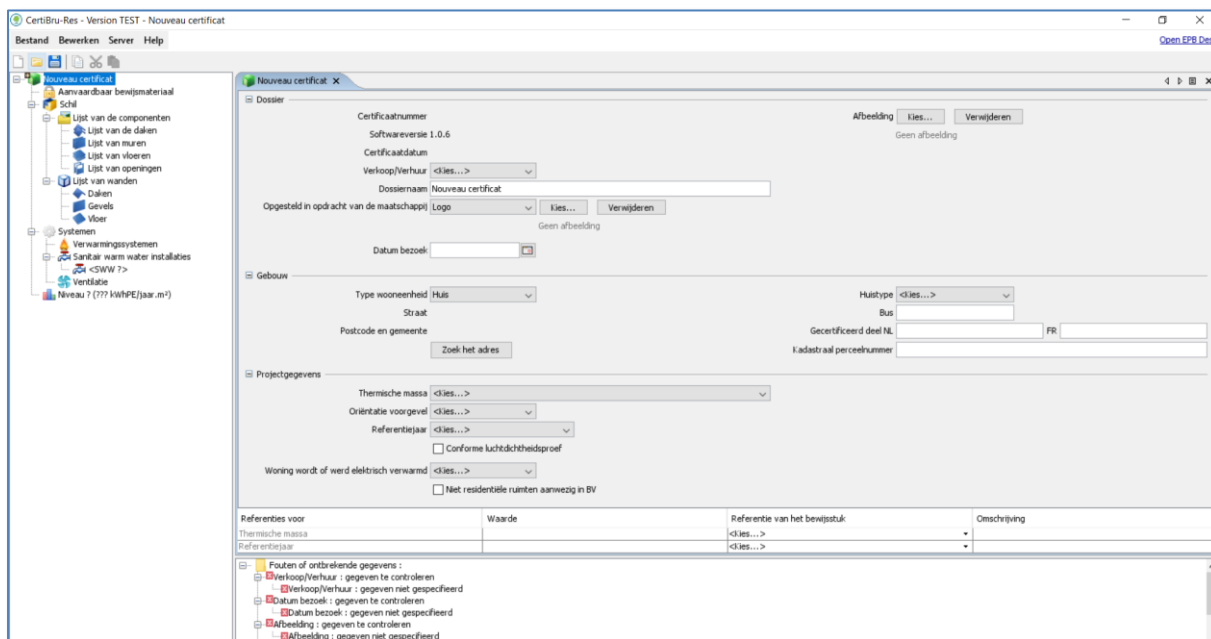 CertiBru-Res - Version TEST - Nouveau certificat
Bestand Bewerken Server Help
Open EPB Des
Nouveau certificat
Aanvaardbaar bewijsmateriaal
Schil
Lijst van de componenten
Lijst van de daken
Lijst van muren
Lijst van vloeren
Lijst van openingen
Lijst van wanden
Daken
Gevels
Vloer
Systemen
Verwarmingssystemen
Sanitair warm water installaties
<SWW ?>
Ventilatie
Niveau ? (??? kWhPE/jaar.m²)
Nouveau certificat
Dossier
Certificaatnummer
Afbeelding Kies... Verwijderen
Softwareversie 1.0.6
Geen afbeelding
Certificaatdatum
Verkoop/Verhuur <Kies...>
Dossiernaam Nouveau certificat
Opgesteld in opdracht van de maatschappij Logo Kies... Verwijderen
Geen afbeelding
Datum bezoek
Gebouw
Type wooneenheid Huis Huistype <Kies...>
Straat Bus
Postcode en gemeente Gecertificeerd deel NL FR
Zoek het adres Kadastraal perceelnummer
Projectgegevens
Thermische massa <Kies...>
Oriëntatie voorgevel <Kies...>
Referentiejaar <Kies...>
Conforme luchtdichtheidsproef
Woning wordt of werd elektrisch verwarmd <Kies...>
Niet residentiële ruimten aanwezig in BV
Referenties voor Waarde Referentie van het bewijsstuk Omschrijving
Thermische massa <Kies...>
Referentiejaar <Kies...>
Fouten of ontbrekende gegevens :
Verkoop/Verhuur : gegeven te controleren
Verkoop/Verhuur : gegeven niet gespecifieerd
Datum bezoek : gegeven te controleren
Datum bezoek : gegeven niet gespecifieerd
Afbeelding : gegeven te controleren
Afbeelding : gegeven niet gespecifieerd